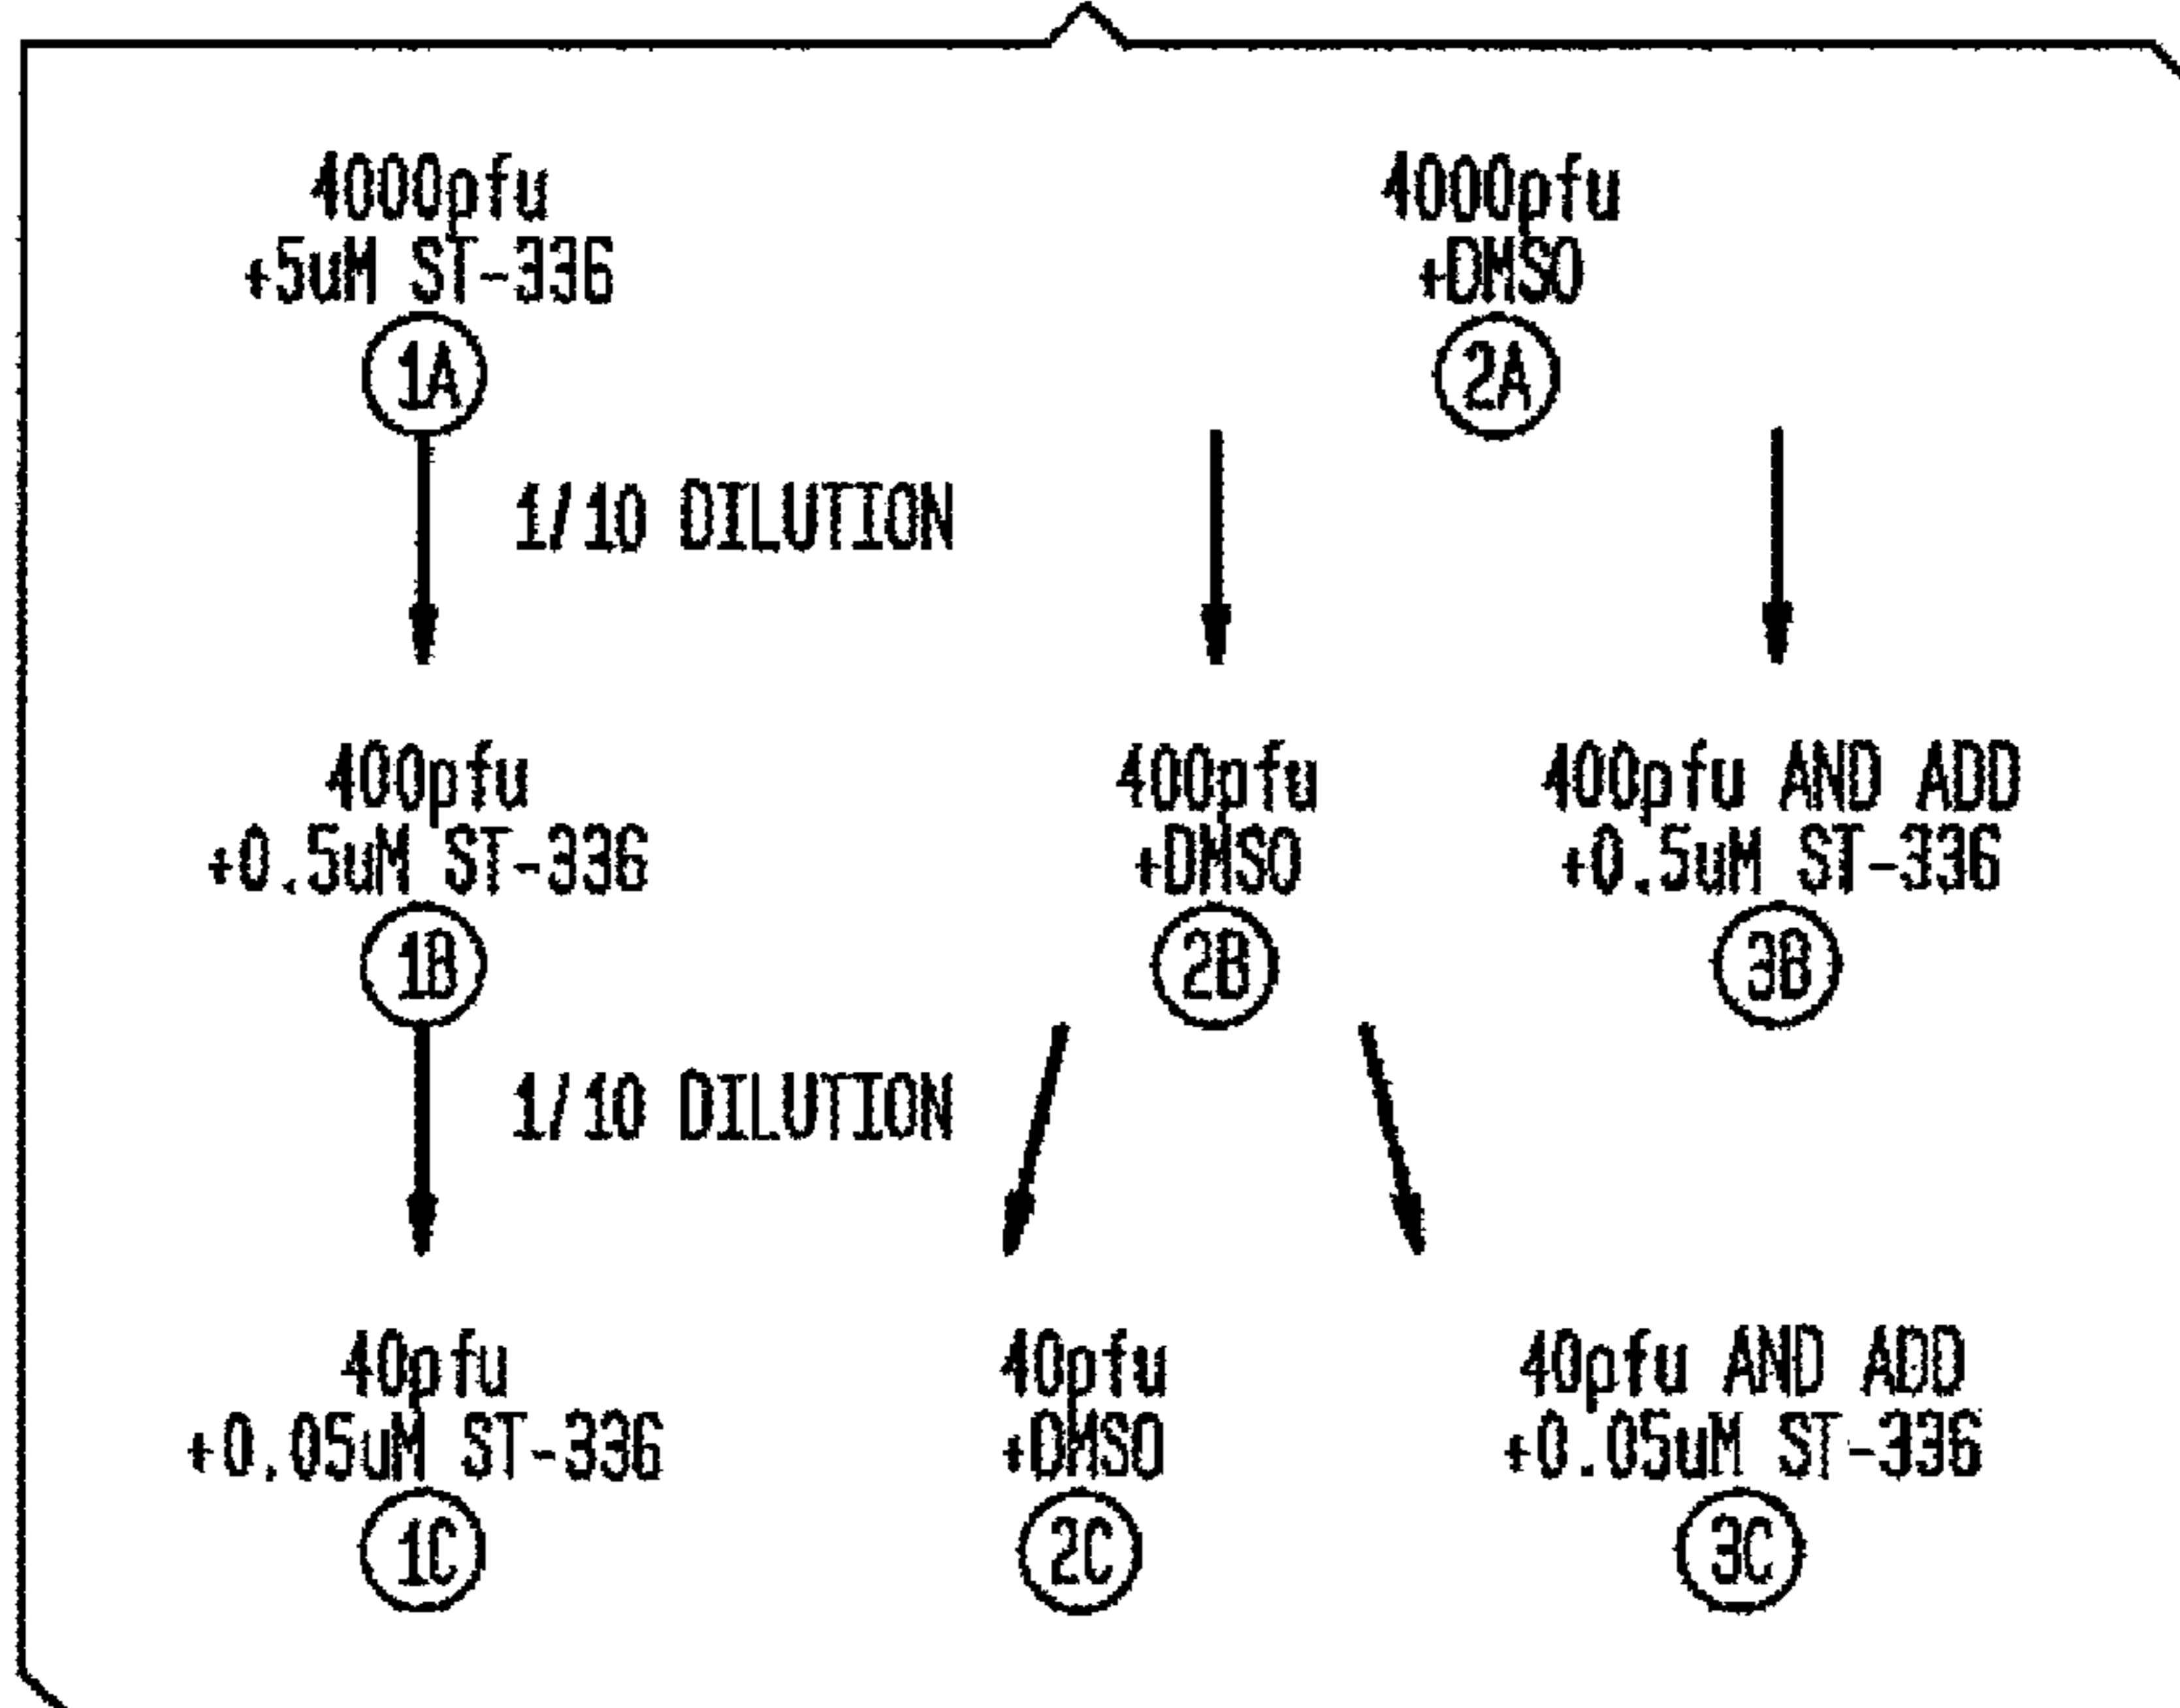 4000pfu
+5uM ST-336
1A
4000pfu
+DMSO
2A
1/10 DILUTION
400pfu
+0.5uM ST-336
1B
400pfu
+DMSO
2B
400pfu AND ADD
+0.5uM ST-336
3B
1/10 DILUTION
40pfu
+0.05uM ST-336
1C
40pfu
+DMSO
2C
40pfu AND ADD
+0.05uM ST-336
3C